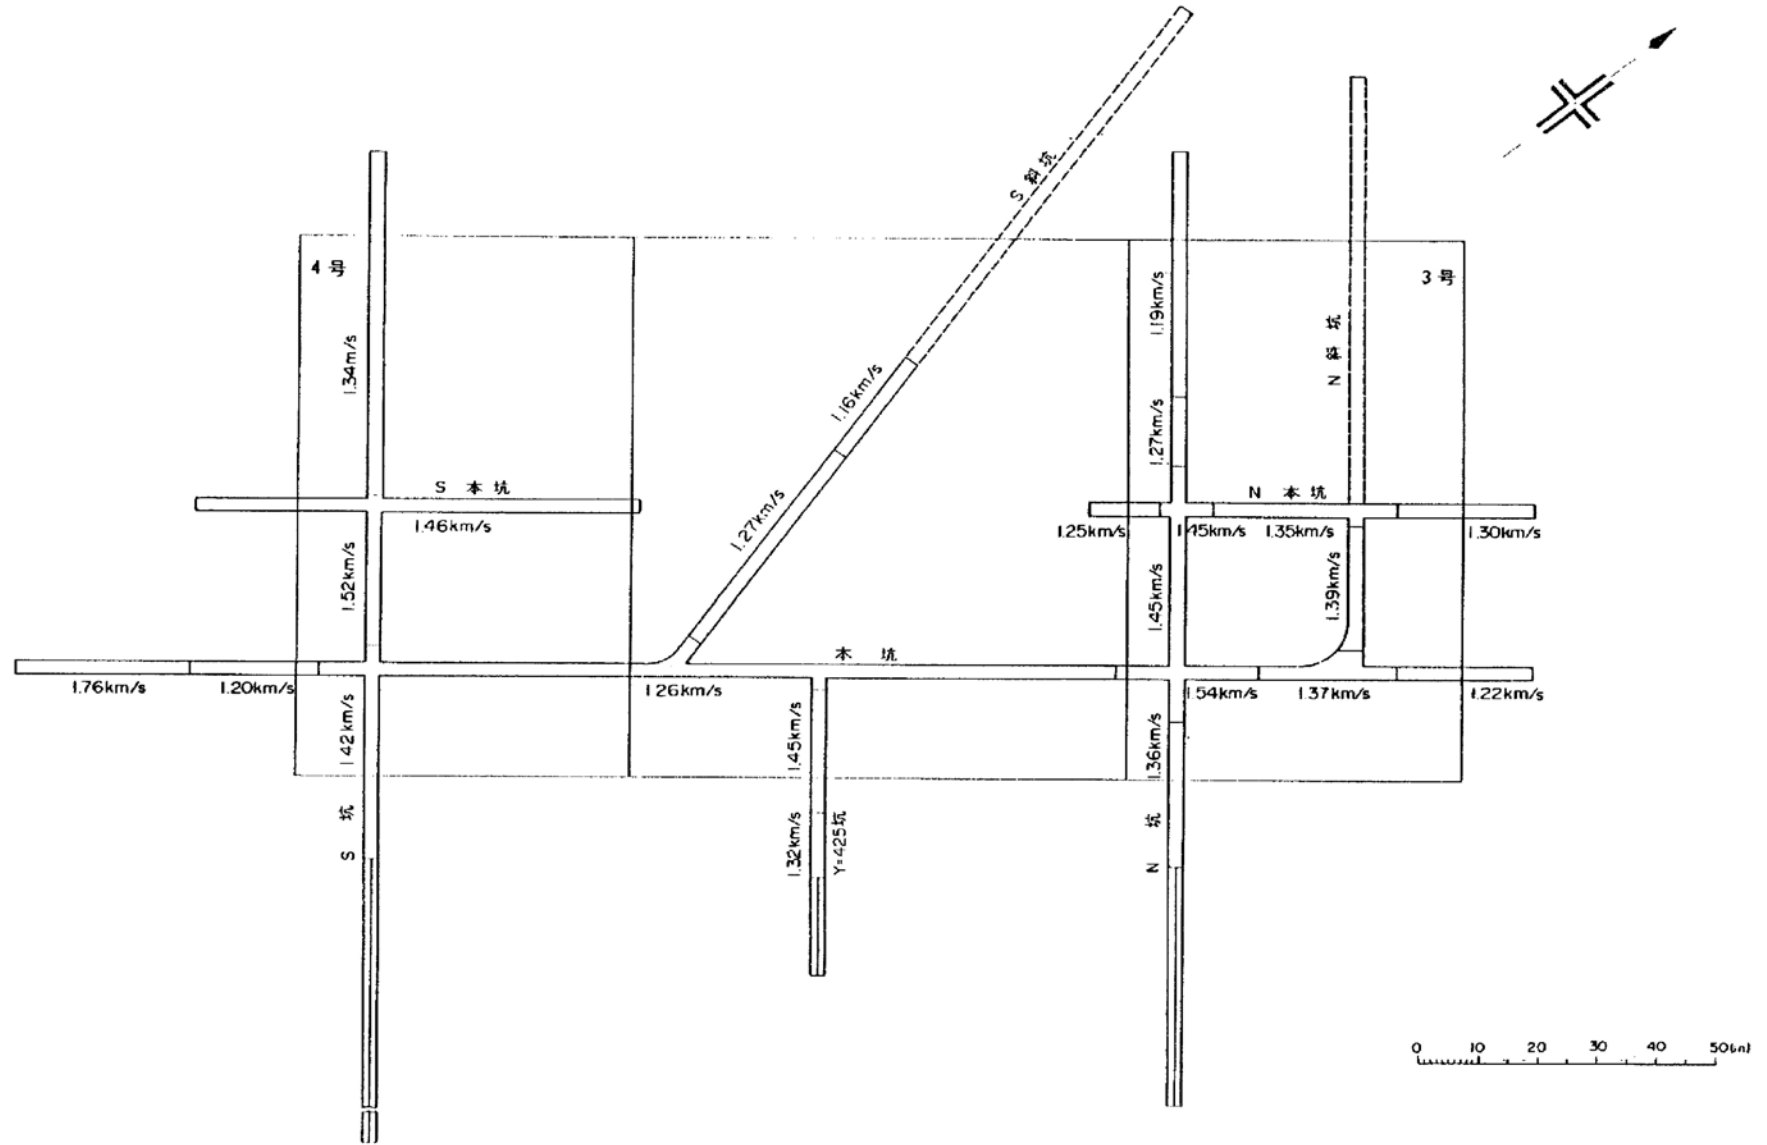 S 斜坑
4 号
3 号
1.34m/s
1.16km/s
1.19km/s
N 斜坑
1.27km/s
S 本坑
1.46km/s
1.27km/s
N 本坑
1.25km/s
1.45km/s
1.35km/s
1.30km/s
1.52km/s
1.45km/s
1.39km/s
本坑
1.76km/s
1.20km/s
1.26km/s
1.54km/s
1.37km/s
1.22km/s
1.42km/s
1.45km/s
1.36km/s
S 坑
1.32km/s
Y=425坑
N 坑
0 10 20 30 40 50(m)